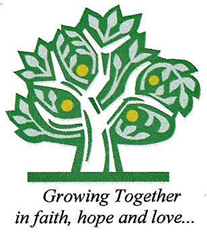 Growing Together
in faith, hope and love...